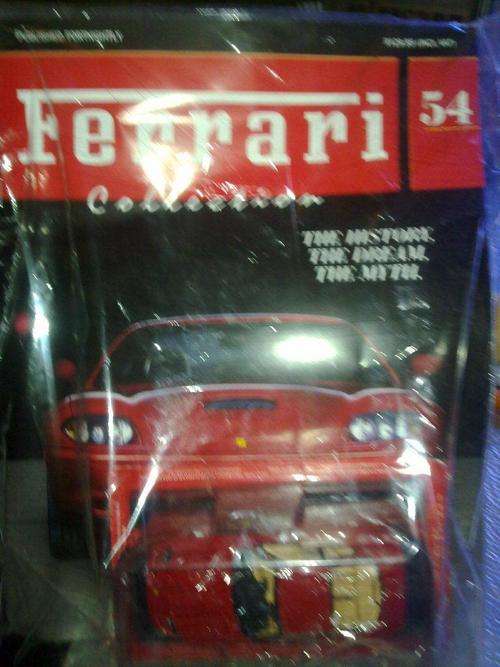 Ferrari
54
Collection
THE HISTORY.
THE DREAM.
THE MYTH.